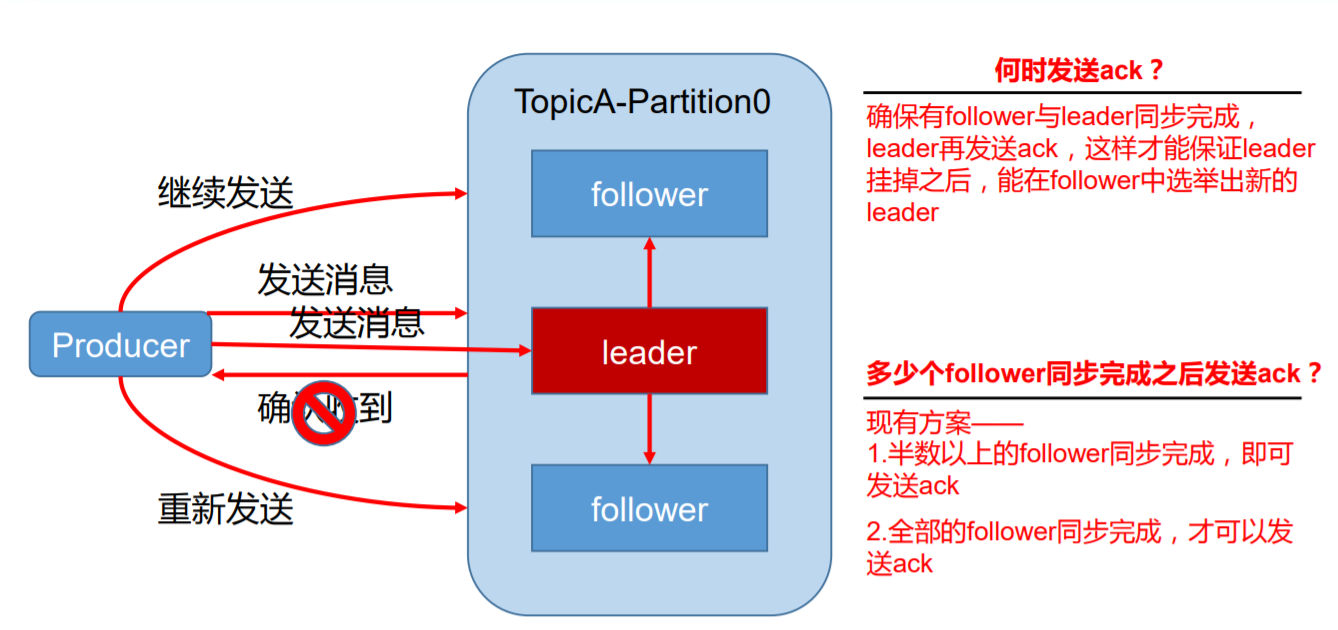 TopicA-Partition0
follower
继续发送
发送消息
发送消息
Producer
leader
确认收到
重新发送
follower
何时发送ack？
确保有follower与leader同步完成，
leader再发送ack，这样才能保证leader
挂掉之后，能在follower中选举出新的
leader
多少个follower同步完成之后发送ack？
现有方案——
1.半数以上的follower同步完成，即可
发送ack
2.全部的follower同步完成，才可以发
送ack